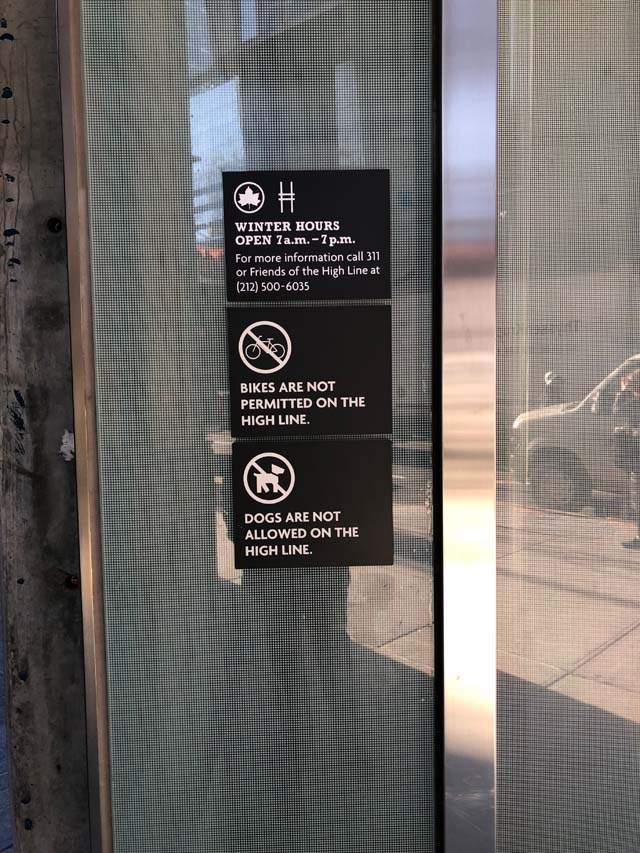 WINTER HOURS
OPEN 7a.m.–7p.m.
For more information call 311
or Friends of the High Line at
(212) 500-6035
BIKES ARE NOT
PERMITTED ON THE
HIGH LINE.
DOGS ARE NOT
ALLOWED ON THE
HIGH LINE.